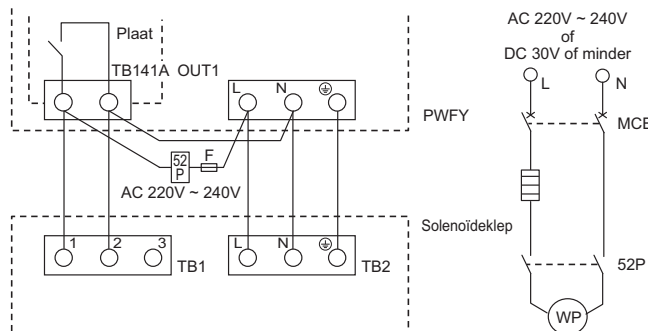 Plaat
TB141A OUT1
L N
52
P
F
AC 220V ~ 240V
PWFY
1 2 3
TB1
L N
TB2
AC 220V ~ 240V
of
DC 30V of minder
L N
Solenoïdeklep
52P
WP